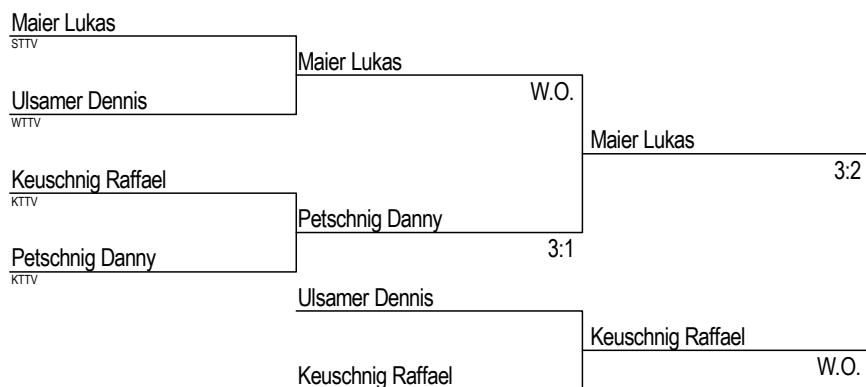 Maier Lukas
STTV
Maier Lukas
W.O.
Ulsamer Dennis
WTTV
Maier Lukas
3:2
Keuschnig Raffael
KTTV
Petschnig Danny
3:1
Petschnig Danny
KTTV
Ulsamer Dennis
Keuschnig Raffael
W.O.
Keuschnig Raffael